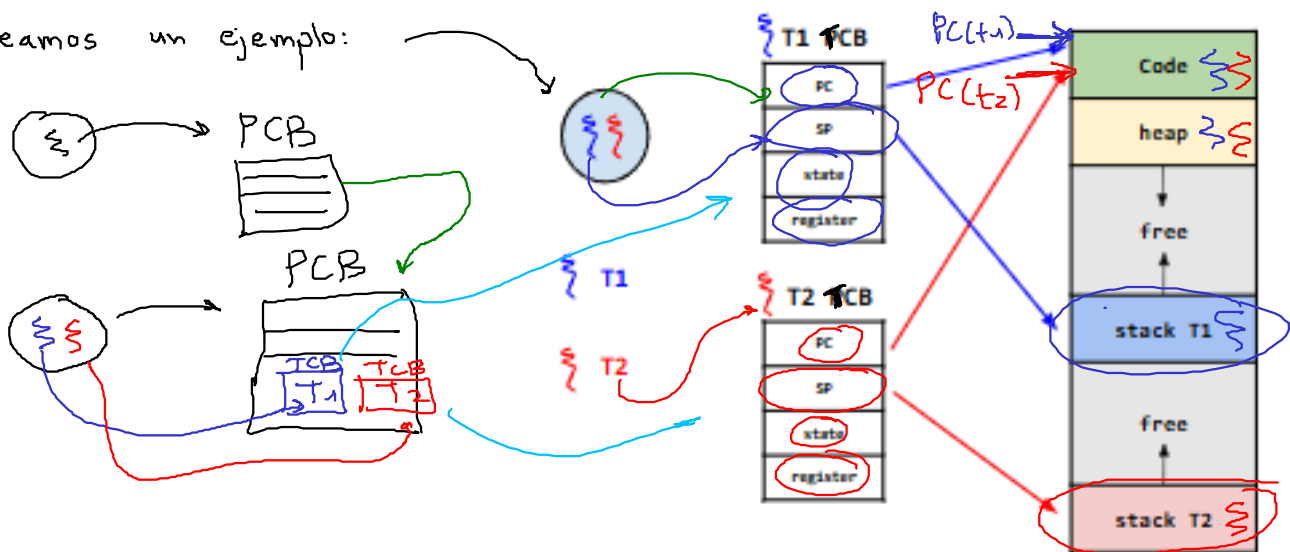 eamos un ejemplo:
PCB
PCB
TCB TCB
T1 T2
T1
T2
T1 TCB
PC
SP
state
register
T2 TCB
PC
SP
state
register
PC(t1)
PC(t2)
Code
heap
free
stack T1
free
stack T2